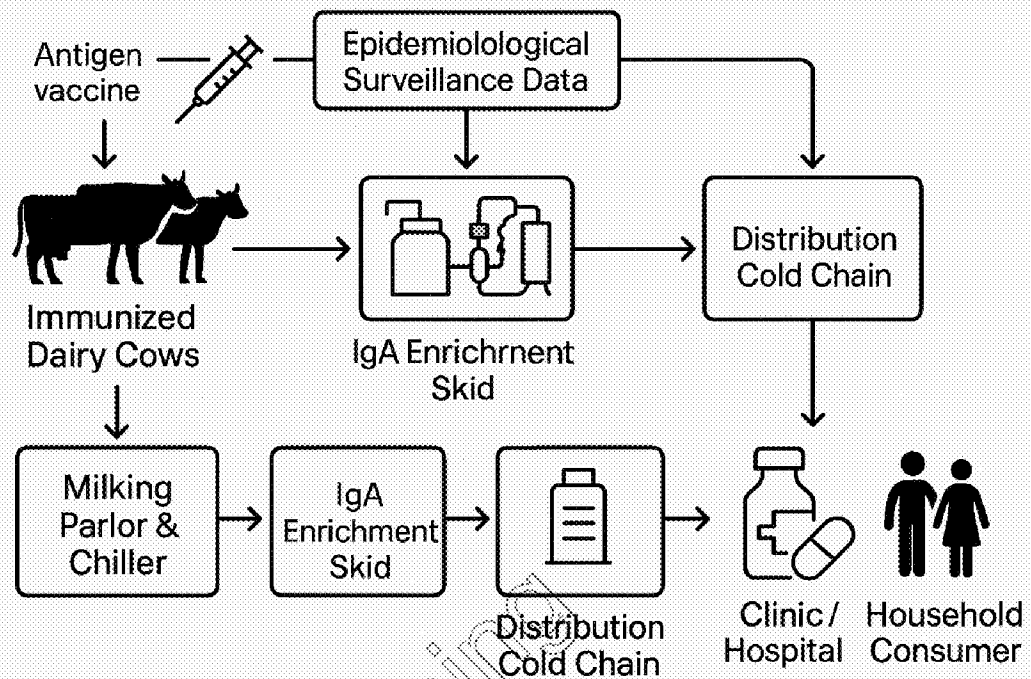 Antigen
vaccine
Epidemiolological
Surveillance Data
Immunized
Dairy Cows
IgA Enrichrnent
Skid
Distribution
Cold Chain
Milking
Parlor &
Chiller
IgA
Enrichment
Skid
Distribution
Cold Chain
Clinic /
Hospital
Household
Consumer